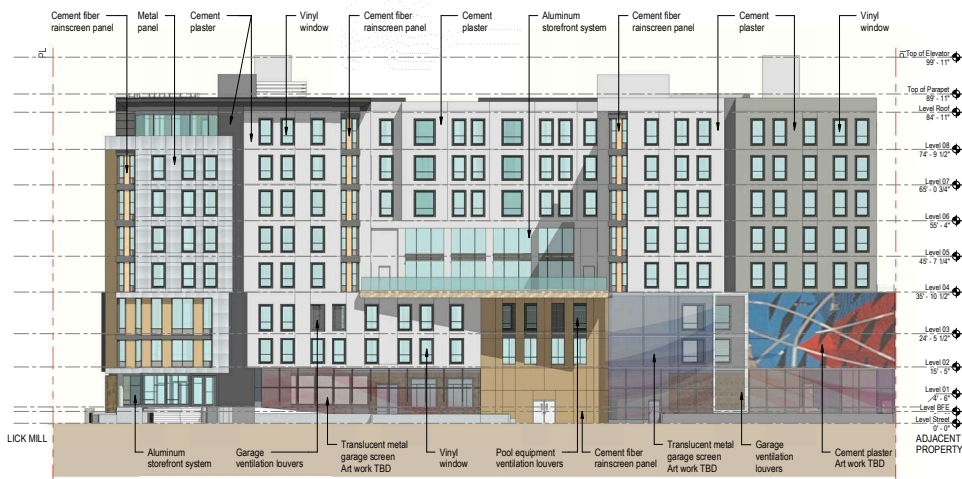 Cement fiber
rainscreen panel
Metal
panel
Cement
plaster
Vinyl
window
Cement fiber
rainscreen panel
Cement
plaster
Aluminum
storefront system
Cement fiber
rainscreen panel
Cement
plaster
Vinyl
window
PL
PL
Top of Elevator
99' - 11"
Top of Parapet
89' - 11"
Level Roof
84' - 11"
Level 08
74' - 9 1/2"
Level 07
65' - 0 3/4"
Level 06
55' - 4"
Level 05
45' - 7 1/4"
Level 04
35' - 10 1/2"
Level 03
24' - 5 1/2"
Level 02
15' - 5"
Level 01
4' - 6"
Level BFE
Level Street
0' - 0"
LICK MILL
ADJACENT
PROPERTY
Aluminum
storefront system
Garage
ventilation louvers
Translucent metal
garage screen
Art work TBD
Vinyl
window
Pool equipment
ventilation louvers
Cement fiber
rainscreen panel
Translucent metal
garage screen
Art work TBD
Garage
ventilation
louvers
Cement plaster
Art work TBD